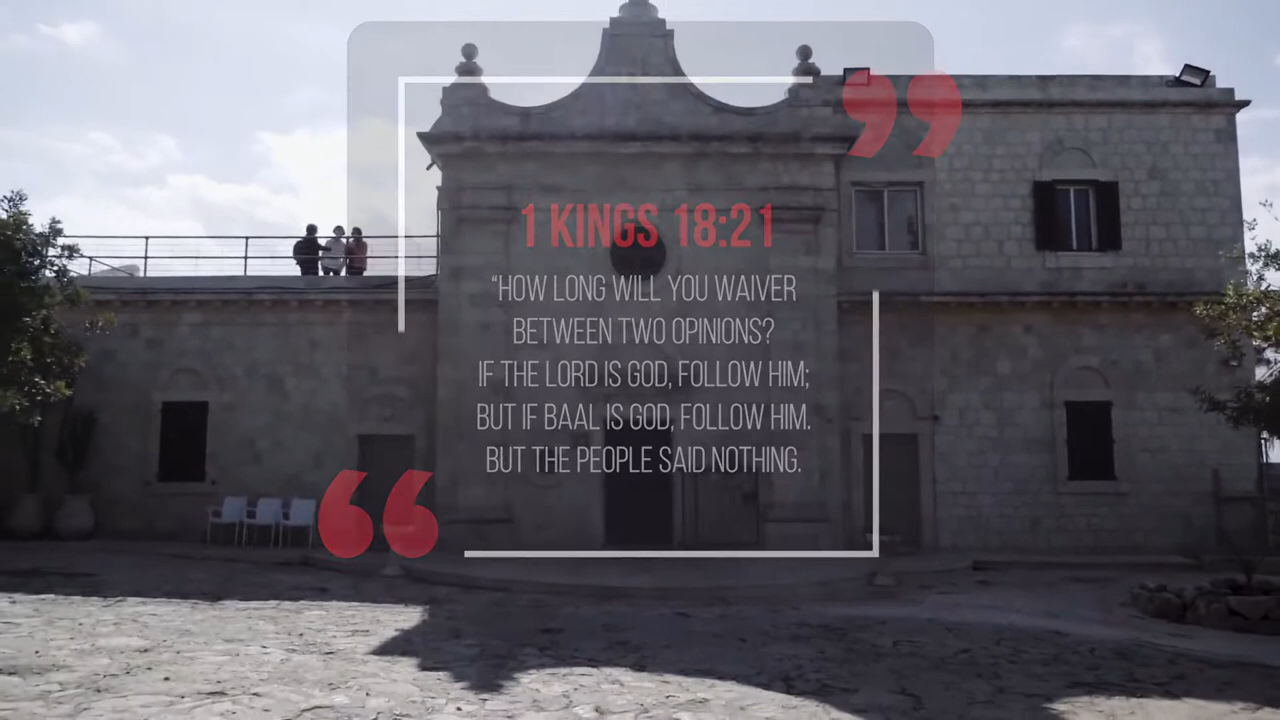 1 KINGS 18:21
“HOW LONG WILL YOU WAIVER
BETWEEN TWO OPINIONS?
IF THE LORD IS GOD, FOLLOW HIM;
BUT IF BAAL IS GOD, FOLLOW HIM.
BUT THE PEOPLE SAID NOTHING.